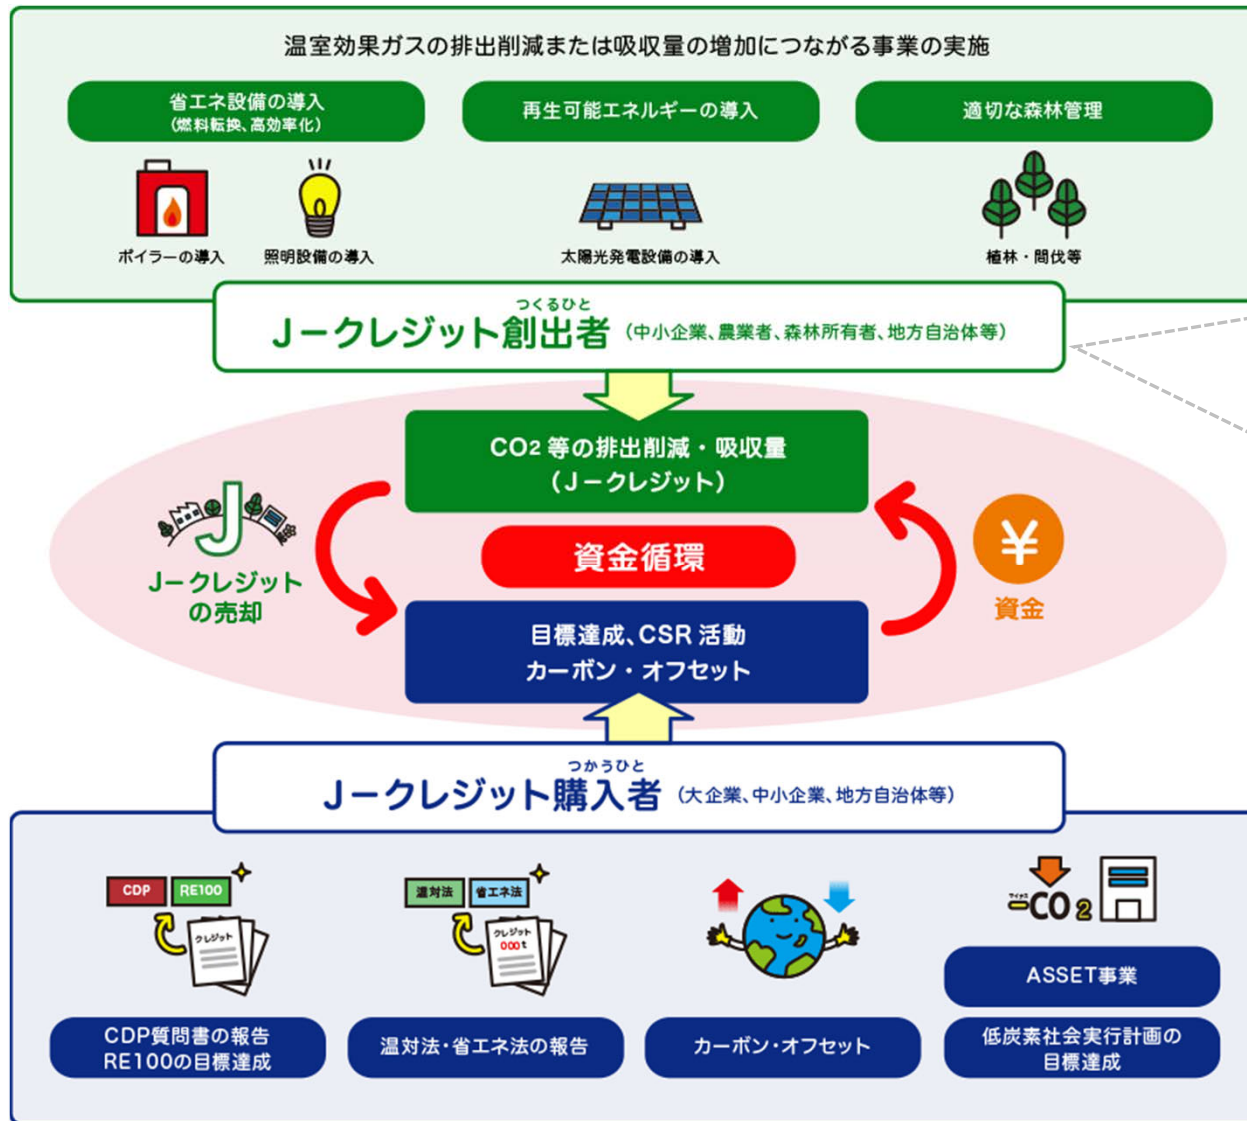 温室効果ガスの排出削減または吸収量の増加につながる事業の実施
省エネ設備の導入
(燃料転換、高効率化)
再生可能エネルギーの導入
適切な森林管理
ボイラーの導入
照明設備の導入
太陽光発電設備の導入
植林・間伐等
つくるひと
J－クレジット創出者 (中小企業、農業者、森林所有者、地方自治体等)
CO2 等の排出削減・吸収量
(J－クレジット)
J
J－クレジット
の売却
資金循環
¥
資金
目標達成、CSR 活動
カーボン・オフセット
つかうひと
J－クレジット購入者 (大企業、中小企業、地方自治体等)
CDP
RE100
クレジット
温対法
省エネ法
クレジット
000 t
マイナス
－CO2
CDP質問書の報告
RE100の目標達成
温対法・省エネ法の報告
カーボン・オフセット
ASSET事業
低炭素社会実行計画の
目標達成